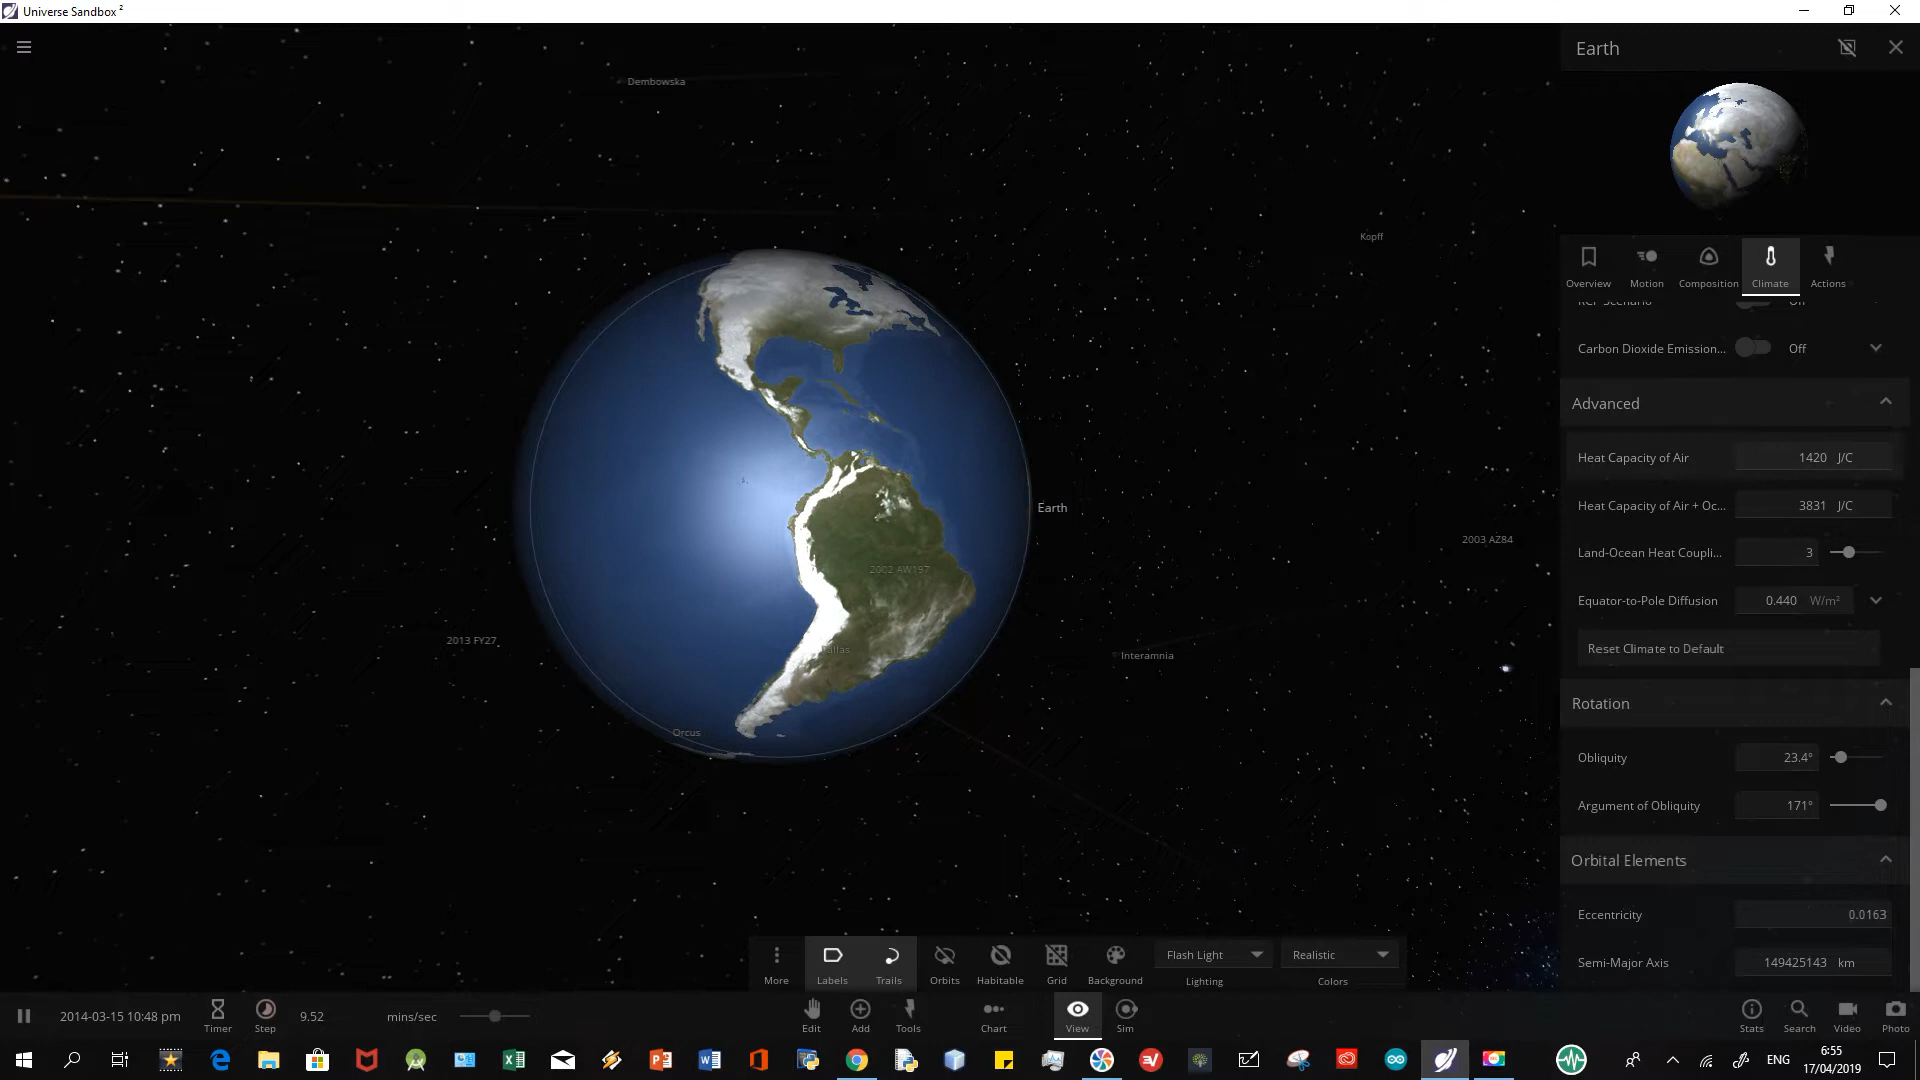 Universe Sandbox ²
Dembowska
Kopff
Earth
2003 AZ84
2002 AW197
2013 FY27
Interamnia
Orcus
Earth
Overview
Motion
Composition
Climate
Actions
RCP Scenario
Off
Carbon Dioxide Emission...
Off
Advanced
Heat Capacity of Air
1420 J/C
Heat Capacity of Air + Oc...
3831 J/C
Land-Ocean Heat Coupli...
3
Equator-to-Pole Diffusion
0.440 W/m²
Reset Climate to Default
Rotation
Obliquity
23.4°
Argument of Obliquity
171°
Orbital Elements
Eccentricity
0.0163
Semi-Major Axis
149425143 km
More
Labels
Trails
Orbits
Habitable
Grid
Background
Flash Light
Lighting
Realistic
Colors
2014-03-15 10:48 pm
Timer
Step
9.52
mins/sec
Edit
Add
Tools
Chart
View
Sim
Stats
Search
Video
Photo
ENG
6:55
17/04/2019